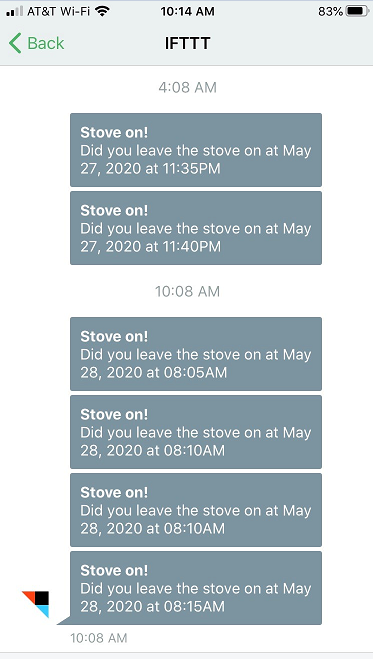 AT&T Wi-Fi 10:14 AM 83%
Back IFTTT
4:08 AM
Stove on!
Did you leave the stove on at May
27, 2020 at 11:35PM
Stove on!
Did you leave the stove on at May
27, 2020 at 11:40PM
10:08 AM
Stove on!
Did you leave the stove on at May
28, 2020 at 08:05AM
Stove on!
Did you leave the stove on at May
28, 2020 at 08:10AM
Stove on!
Did you leave the stove on at May
28, 2020 at 08:10AM
Stove on!
Did you leave the stove on at May
28, 2020 at 08:15AM
10:08 AM